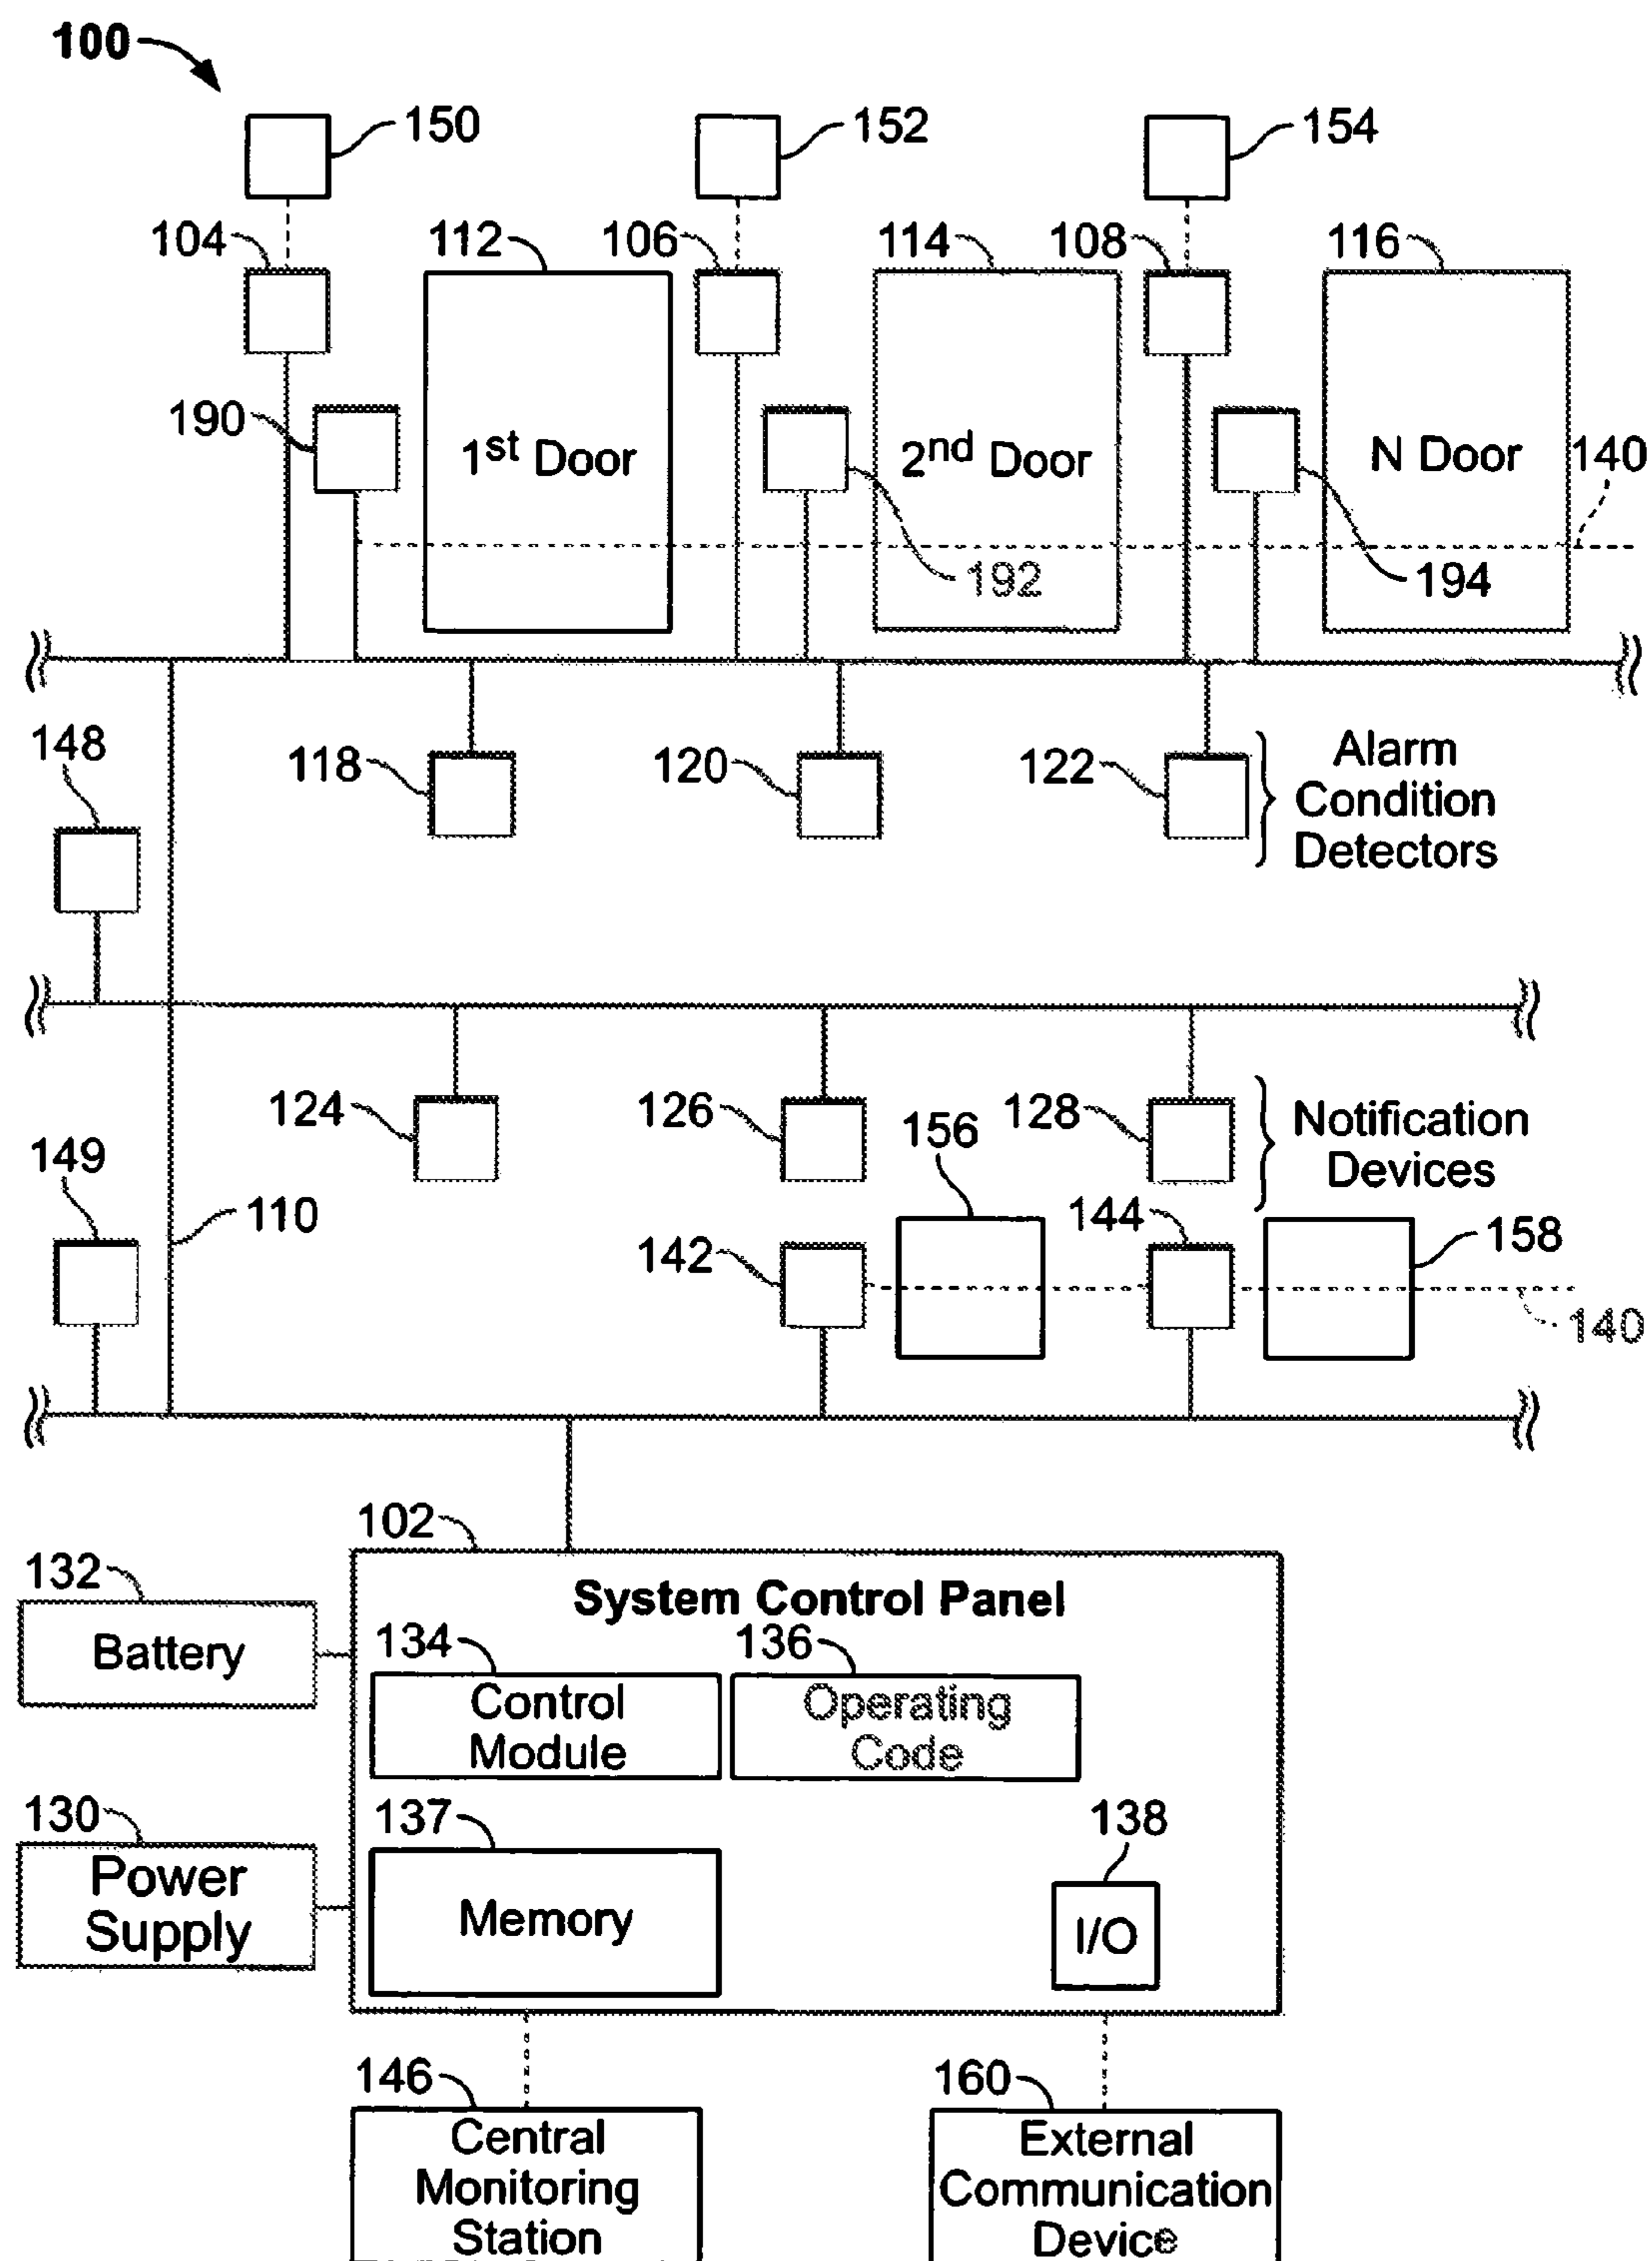 100
150
152
154
104
112
106
114
108
116
190
1st Door
2nd Door
N Door
140
192
194
148
118
120
122
Alarm
Condition
Detectors
124
126
128
Notification
Devices
149
110
156
142
144
158
140
102
System Control Panel
132
Battery
134
Control
Module
136
Operating
Code
130
Power
Supply
137
Memory
138
I/O
146
Central
Monitoring
Station
160
External
Communication
Device